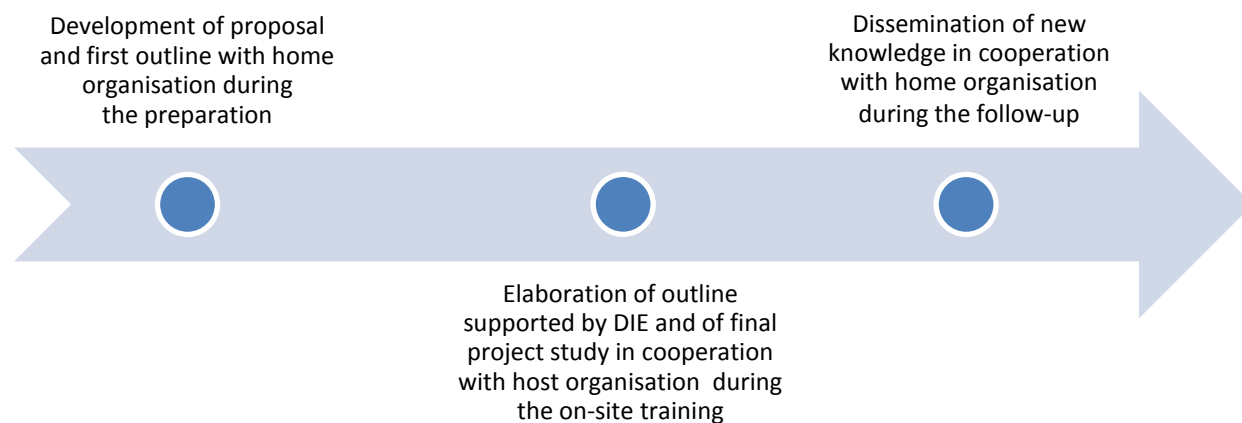 Development of proposal
and first outline with home
organisation during
the preparation
Elaboration of outline
supported by DIE and of final
project study in cooperation
with host organisation during
the on-site training
Dissemination of new
knowledge in cooperation
with home organisation
during the follow-up